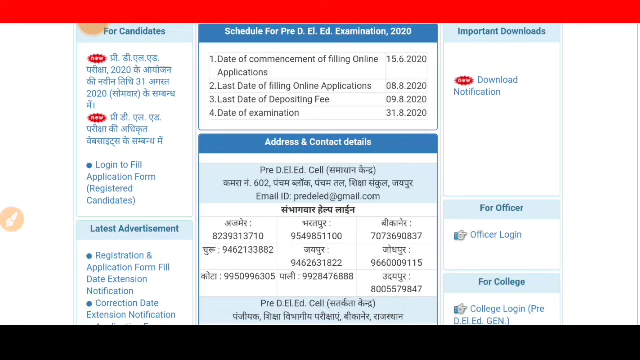 For Candidates
new प्री. डी.एल.एड.
परीक्षा, 2020 के आयोजन
की नवीन तिथि 31 अगस्त
2020 (सोमवार) के सम्बन्ध
में।
new प्री डी. एल. एड.
परीक्षा की अधिकृत
वेबसाइट्स के सम्बन्ध में
Login to Fill
Application Form
(Registered
Candidates)
Latest Advertisement
Registration &
Application Form Fill
Date Extension
Notification
Correction Date
Extension Notification
Schedule For Pre D. El. Ed. Examination, 2020
1.Date of commencement of filling Online Applications 15.6.2020
2.Last Date of filling Online Applications 08.8.2020
3.Last Date of Depositing Fee 09.8.2020
4.Date of examination 31.8.2020
Address & Contact details
Pre D.El.Ed. Cell (समाधान केन्द्र)
कमरा नं. 602, पंचम ब्लॉक, पंचम तल, शिक्षा संकुल, जयपुर
Email ID: predeled@gmail.com
संभागवार हेल्प लाईन
अजमेर : 8239313710 भरतपुर : 9549851100 बीकानेर : 7073690837
चुरू : 9462133882 जयपुर : 9462631822 जोधपुर : 9660009115
कोटा : 9950996305 पाली : 9928476888 उदयपुर : 8005579847
Pre D.El.Ed. Cell (सतर्कता केन्द्र)
पंजीयक, शिक्षा विभागीय परीक्षाएं, बीकानेर, राजस्थान
Important Downloads
new Download
Notification
For Officer
Officer Login
For College
College Login (Pre
D.El.Ed. GEN.)